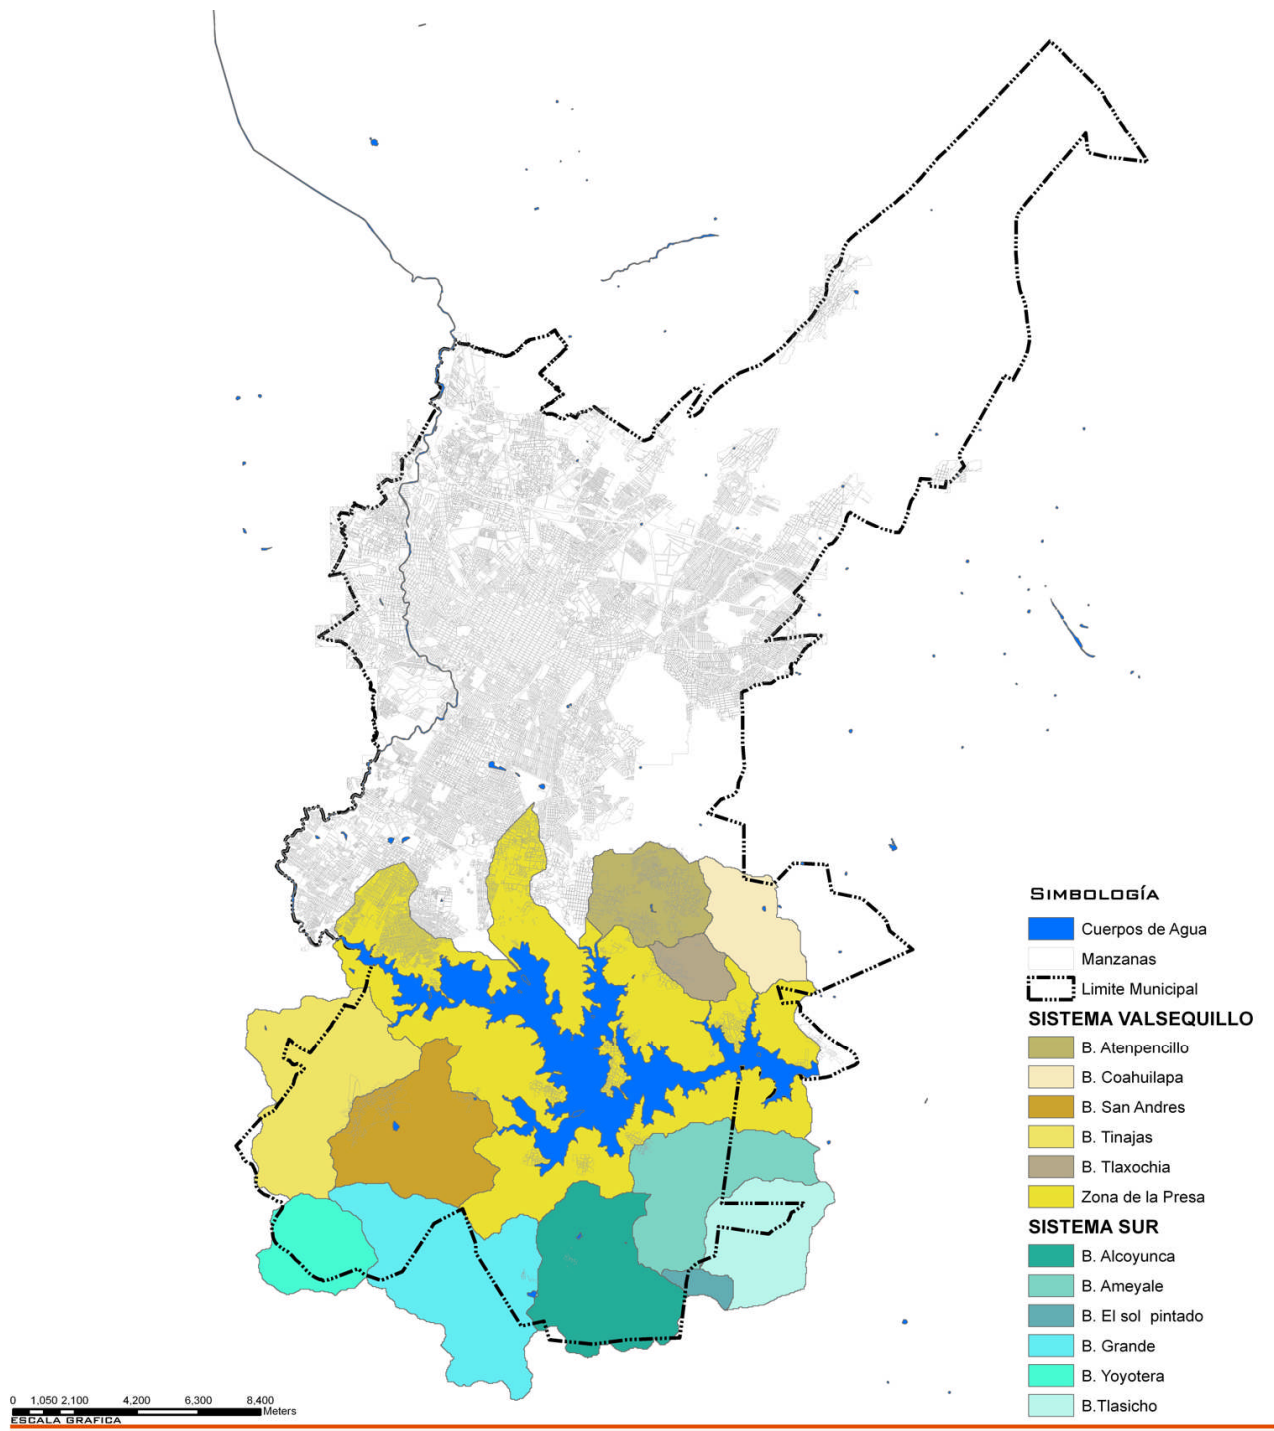 SIMBOLOGÍA
Cuerpos de Agua
Manzanas
Limite Municipal
SISTEMA VALSEQUILLO
B. Atenpencillo
B. Coahuilapa
B. San Andres
B. Tinajas
B. Tlaxochia
Zona de la Presa
SISTEMA SUR
B. Alcoyunca
B. Ameyale
B. El sol pintado
B. Grande
B. Yoyotera
B.Tlasicho
0 1,050 2,100 4,200 6,300 8,400
Meters
ESCALA GRAFICA